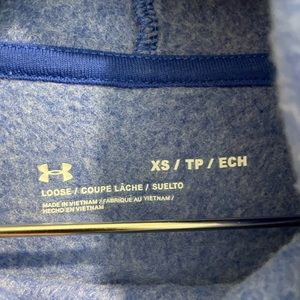 XS / TP / ECH
LOOSE / COUPE LÂCHE / SUELTO
MADE IN VIETNAM / FABRIQUÉ AU VIETNAM /
HECHO EN VIETNAM